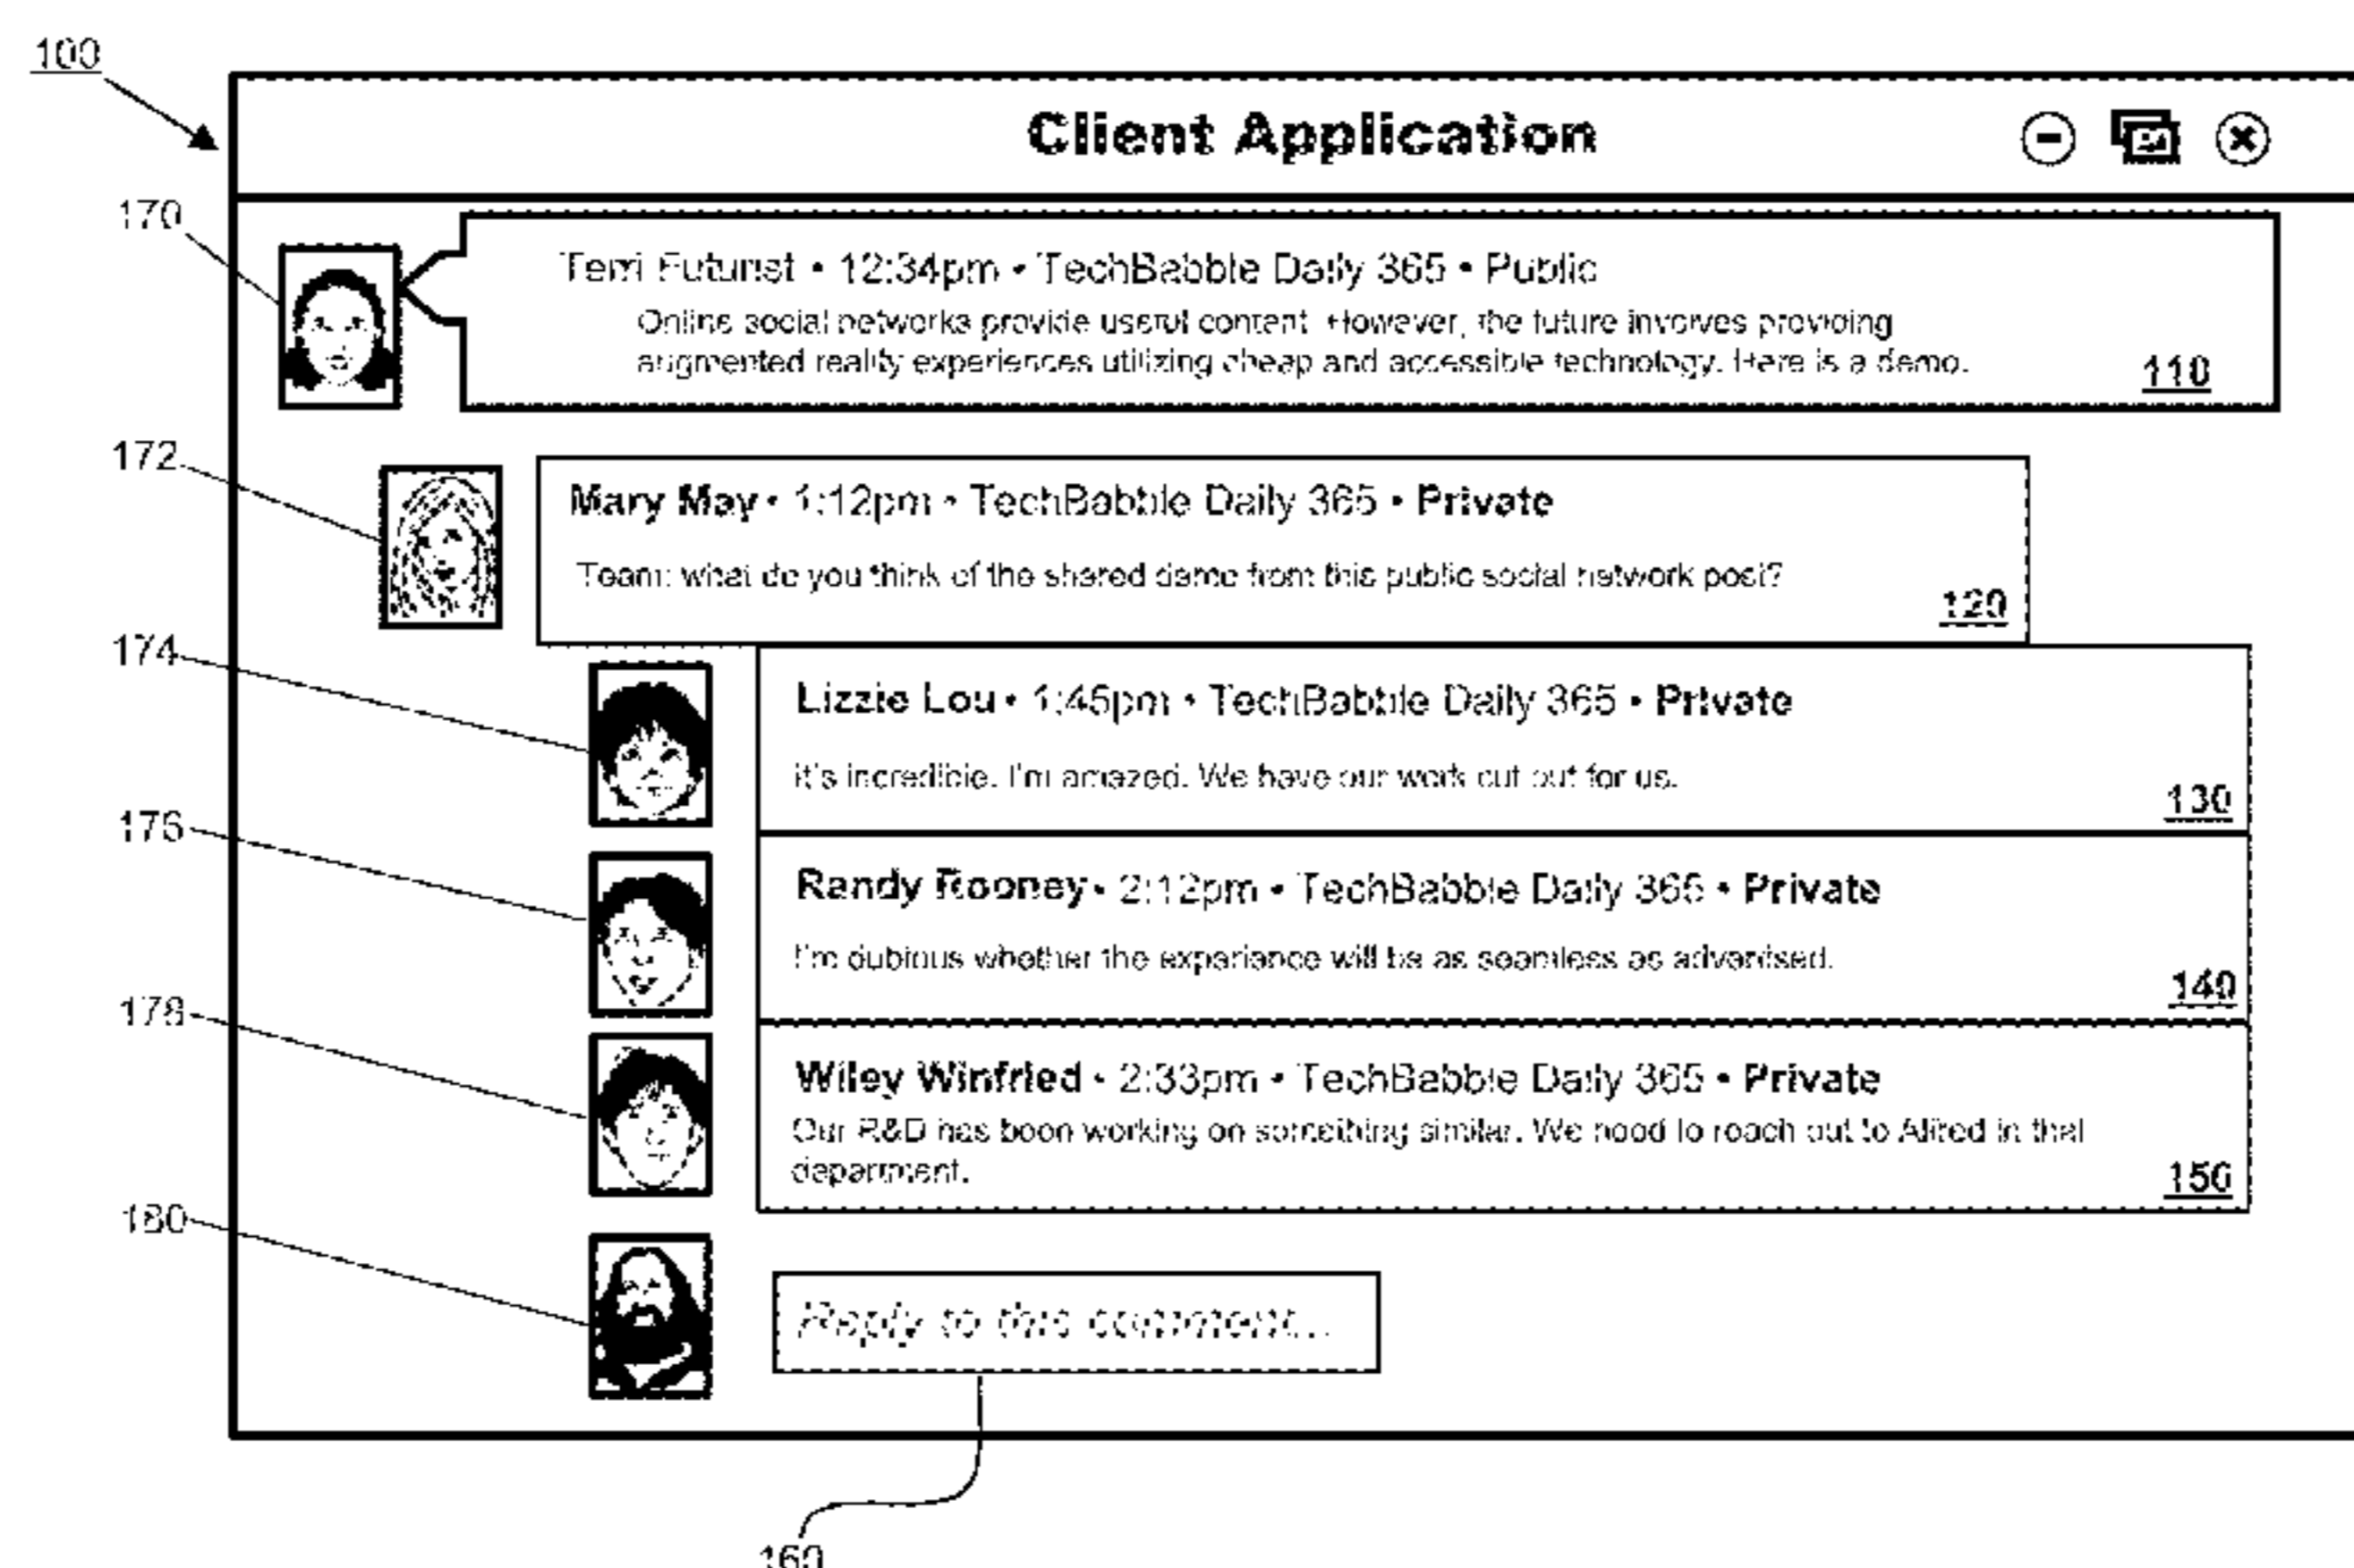 100
Client Application
170
Terri Futurist • 12:34pm • TechBabble Daily 365 • Public
Online social networks provide useful content. However, the future involves providing
augmented reality experiences utilizing cheap and accessible technology. Here is a demo.
110
172
Mary May • 1:12pm • TechBabble Daily 365 • Private
Team: what do you think of the shared demo from this public social network post?
120
174
Lizzie Lou • 1:45pm • TechBabble Daily 365 • Private
It's incredible. I'm amazed. We have our work cut out for us.
130
176
Randy Rooney • 2:12pm • TechBabble Daily 365 • Private
I'm dubious whether the experience will be as seamless as advertised.
140
178
Wiley Winfried • 2:33pm • TechBabble Daily 365 • Private
Our R&D has been working on something similar. We need to reach out to Alfred in that
department.
150
180
Reply to this comment...
160